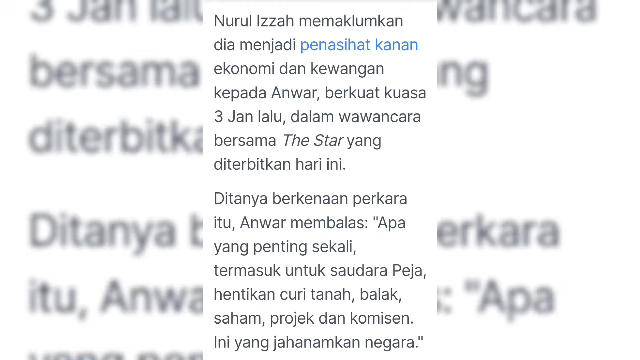 Nurul Izzah memaklumkan
dia menjadi penasihat kanan
ekonomi dan kewangan
kepada Anwar, berkuat kuasa
3 Jan lalu, dalam wawancara
bersama The Star yang
diterbitkan hari ini.
Ditanya berkenaan perkara
itu, Anwar membalas: "Apa
yang penting sekali,
termasuk untuk saudara Peja,
hentikan curi tanah, balak,
saham, projek dan komisen.
Ini yang jahanamkan negara."